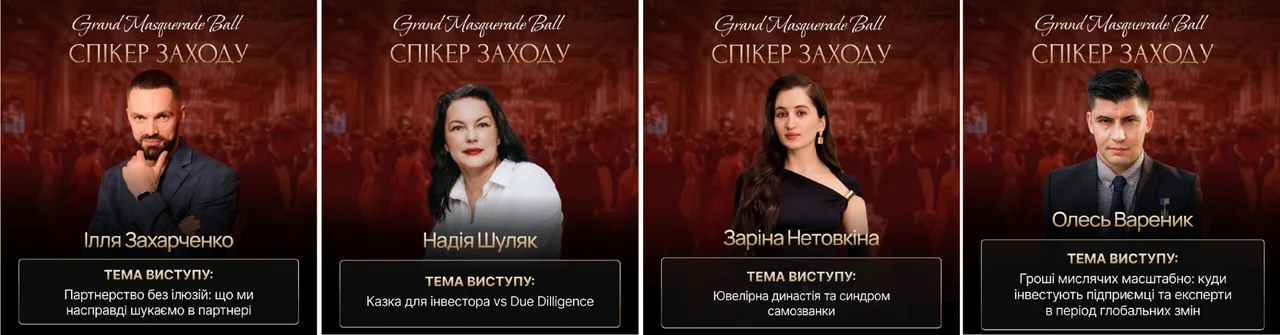 Grand Masquerade Ball
СПІКЕР ЗАХОДУ
Ілля Захарченко
ТЕМА ВИСТУПУ:
Партнерство без ілюзій: що ми
насправді шукаємо в партнері
Grand Masquerade Ball
СПІКЕР ЗАХОДУ
Надія Шуляк
ТЕМА ВИСТУПУ:
Казка для інвестора vs Due Dilligence
Grand Masquerade Ball
СПІКЕР ЗАХОДУ
Заріна Нетовкіна
ТЕМА ВИСТУПУ:
Ювелірна династія та синдром
самозванки
Grand Masquerade Ball
СПІКЕР ЗАХОДУ
Олесь Вареник
ТЕМА ВИСТУПУ:
Гроші мислячих масштабно: куди
інвестують підприємці та експерти
в період глобальних змін